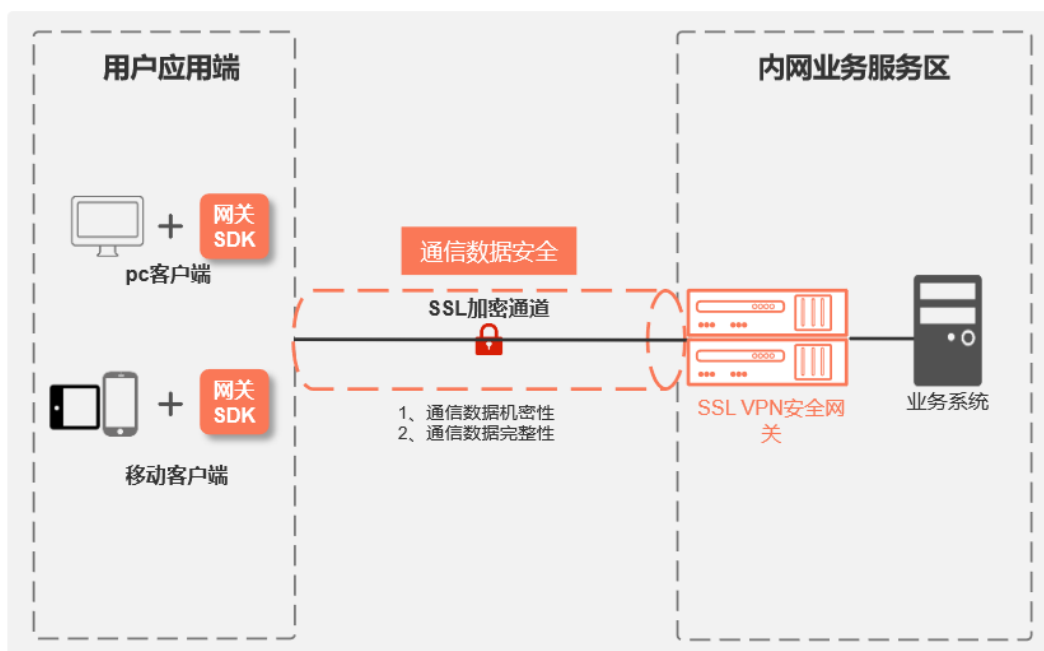 用户应用端
内网业务服务区
网关
SDK
pc客户端
通信数据安全
SSL加密通道
网关
SDK
移动客户端
1、通信数据机密性
2、通信数据完整性
SSL VPN安全网
关
业务系统